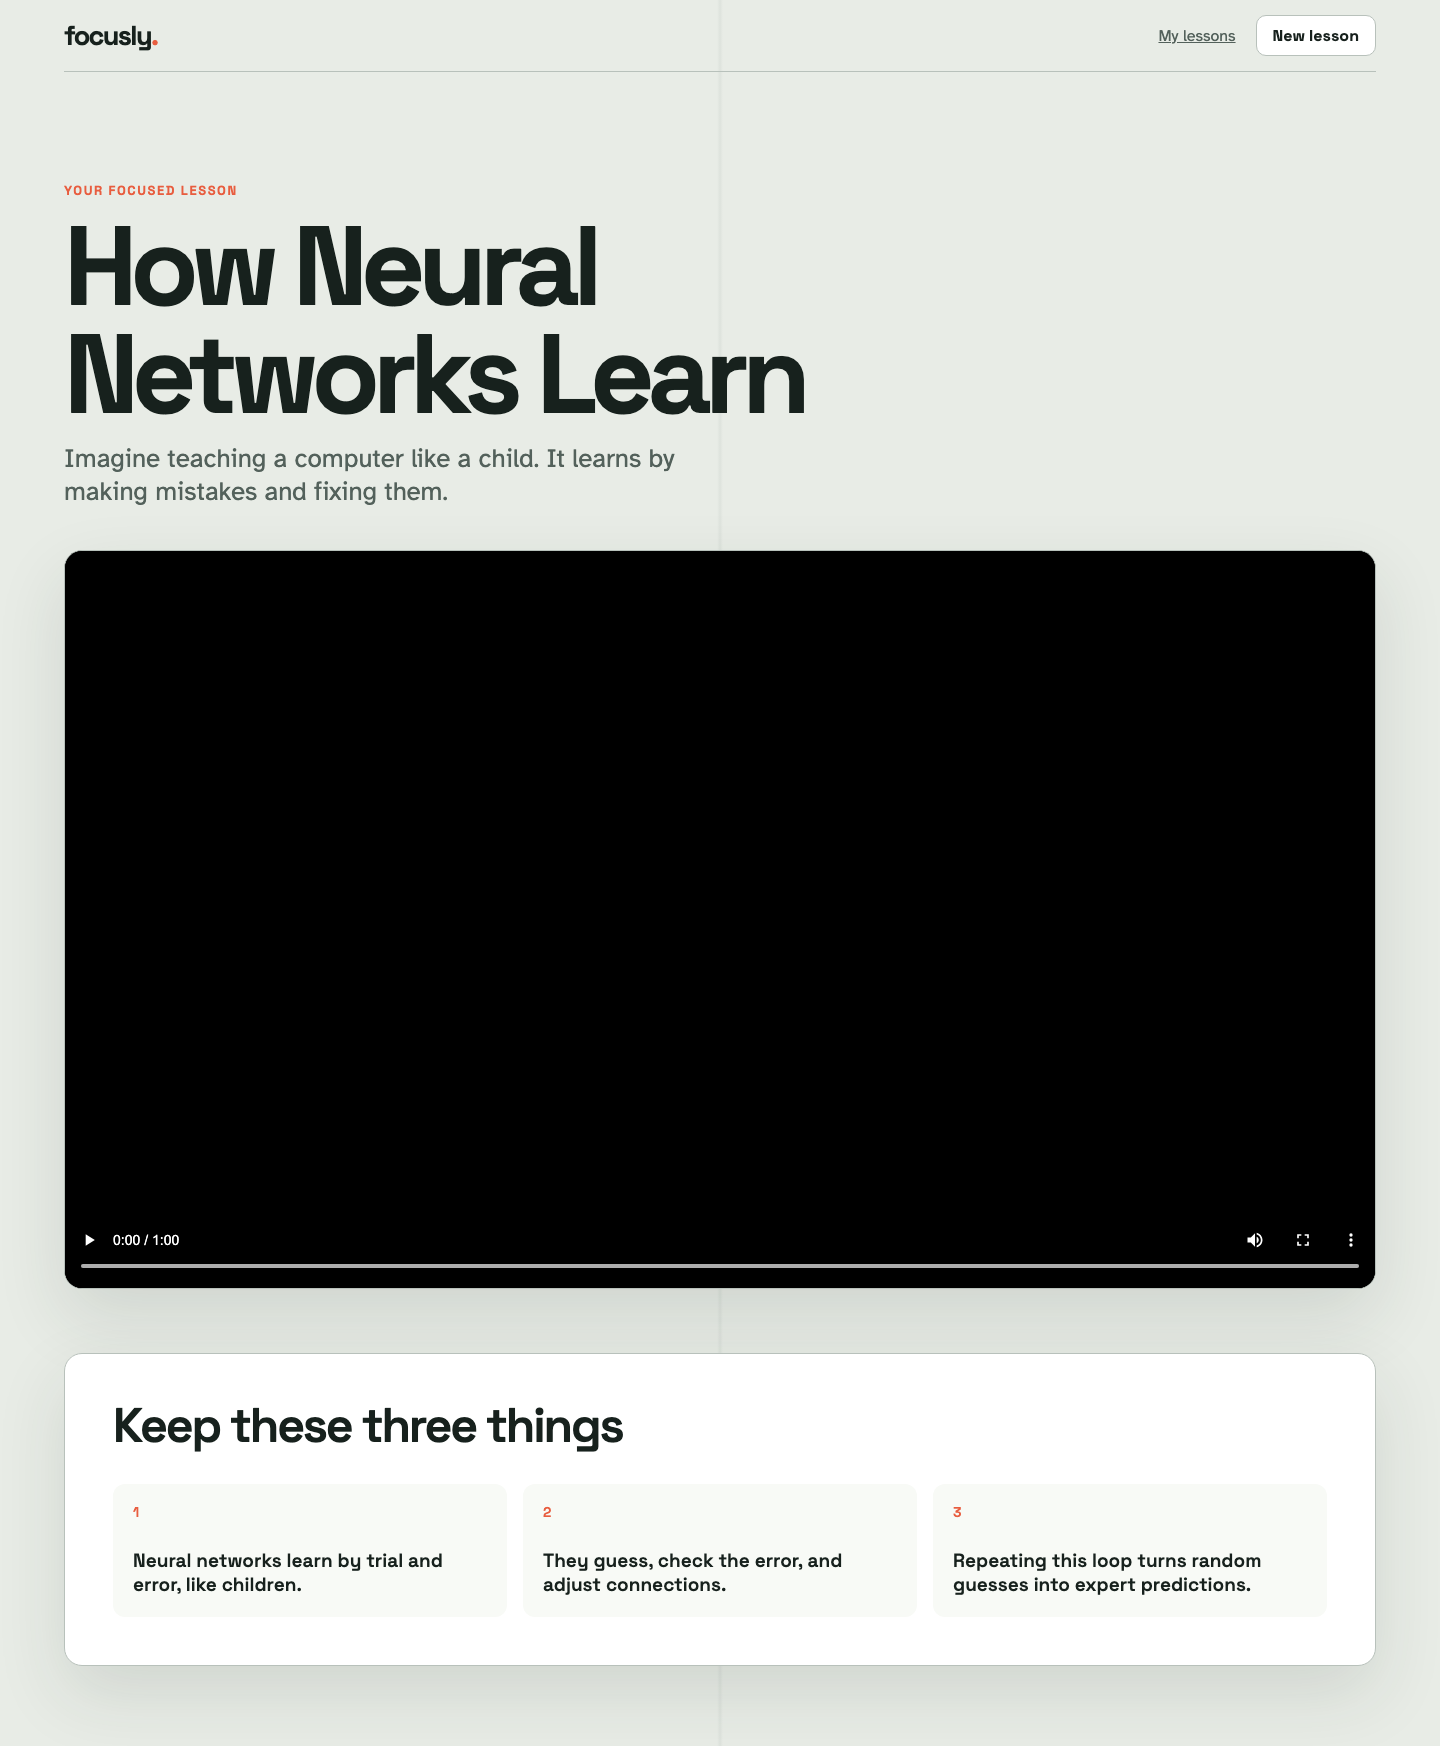 focusly.
My lessons
New lesson
YOUR FOCUSED LESSON
How Neural
Networks Learn
Imagine teaching a computer like a child. It learns by
making mistakes and fixing them.
0:00 / 1:00
Keep these three things
1
Neural networks learn by trial and
error, like children.
2
They guess, check the error, and
adjust connections.
3
Repeating this loop turns random
guesses into expert predictions.